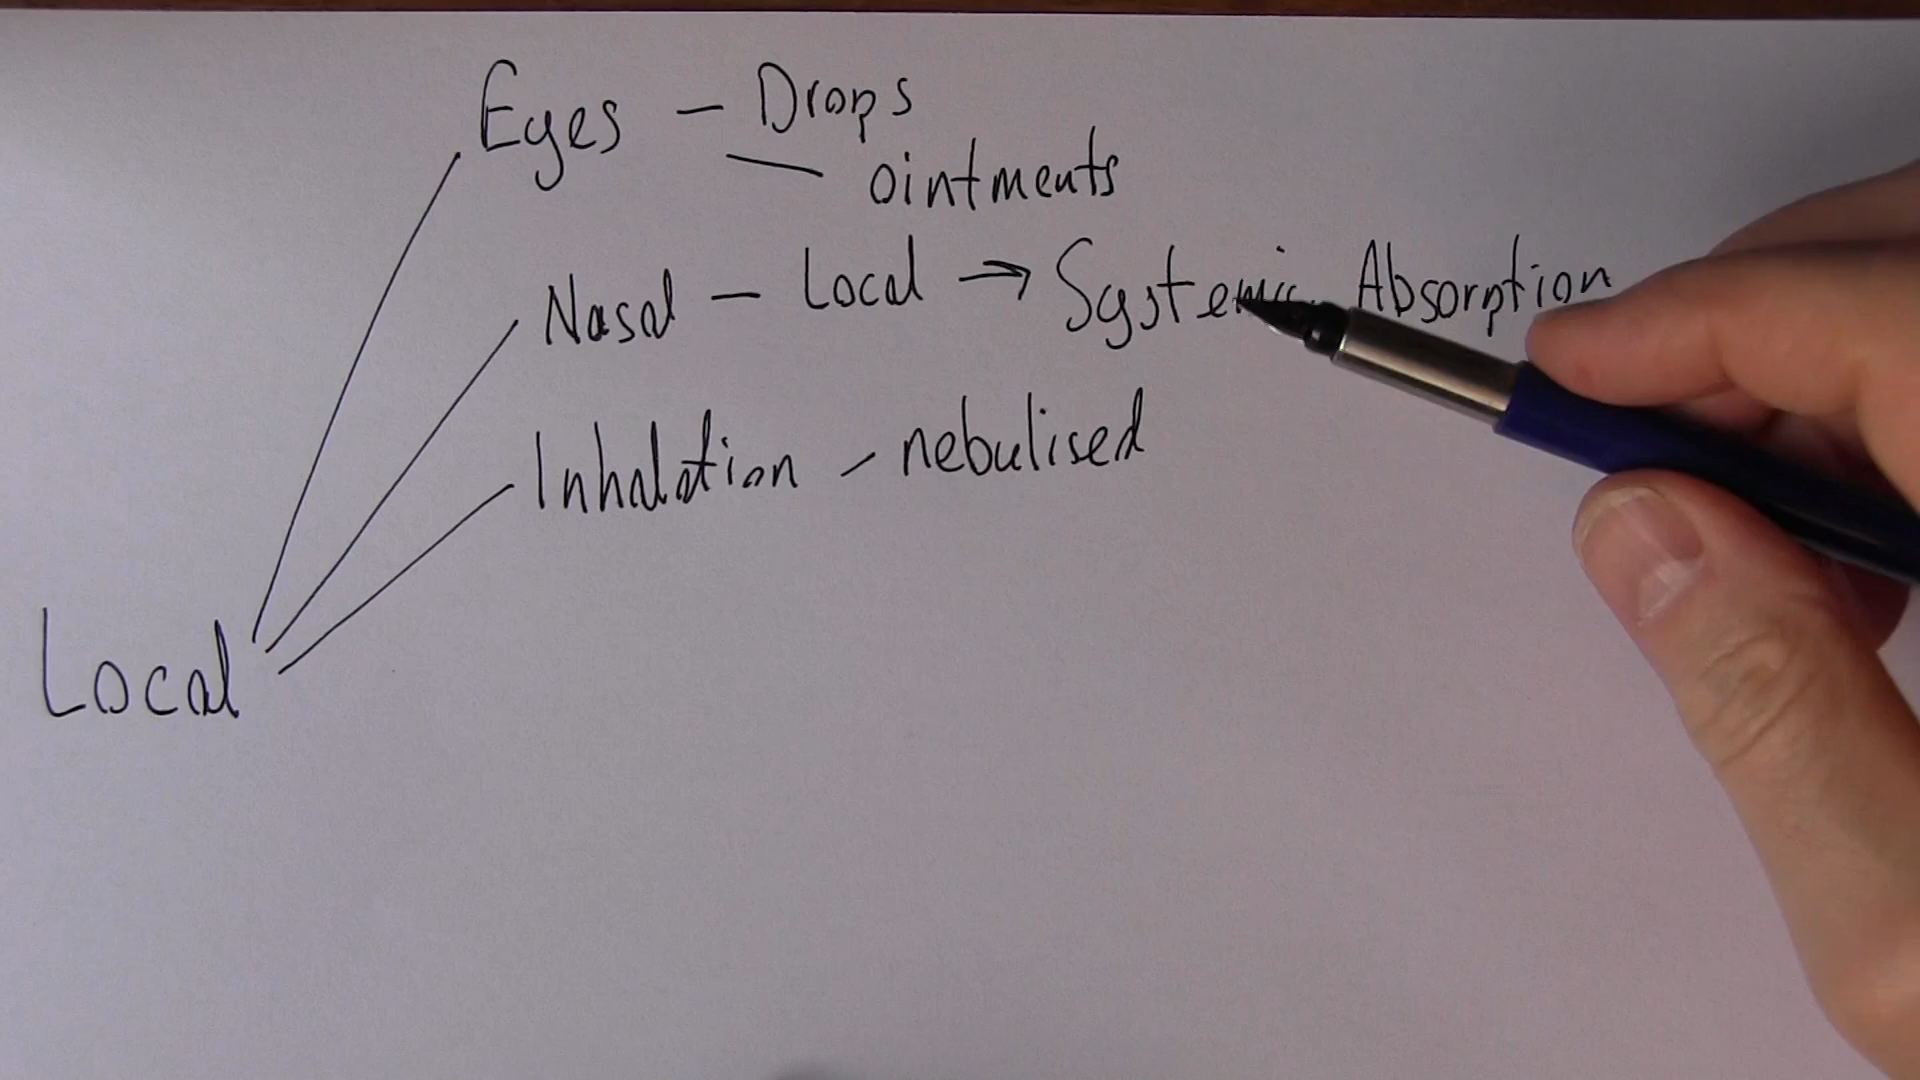 Eyes – Drops
– ointments
Nasal – Local → Systemic Absorption
Inhalation – nebulised
Local